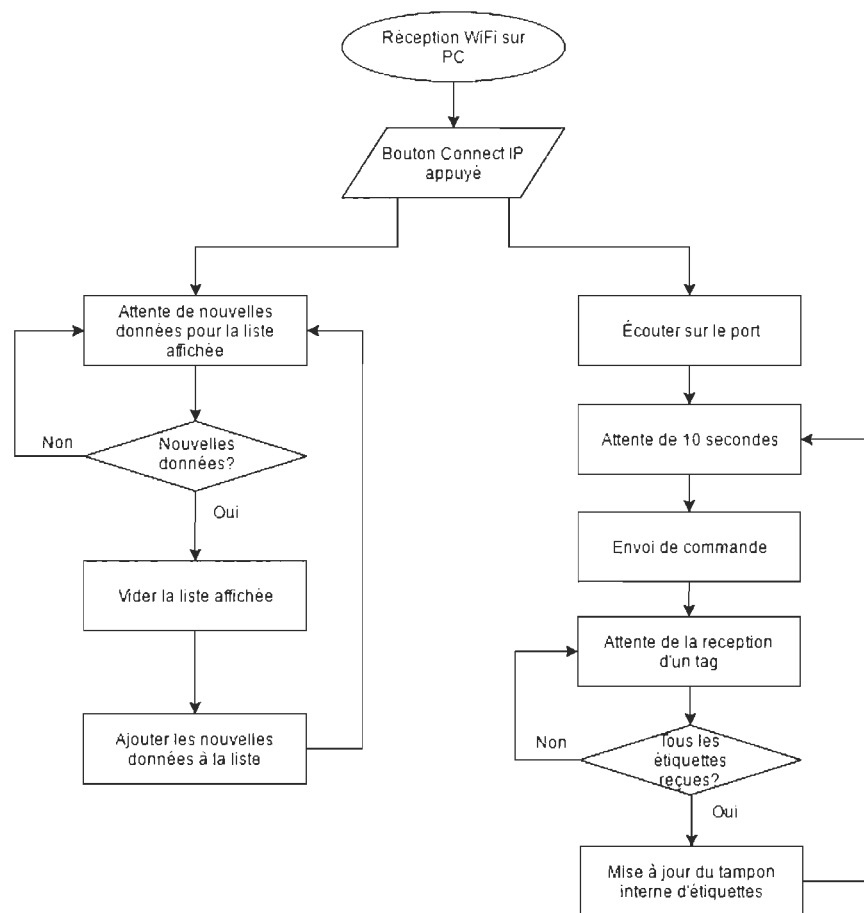 Réception WiFi sur
PC
Bouton Connect IP
appuyé
Attente de nouvelles
données pour la liste
affichée
Nouvelles
données?
Non
Oui
Vider la liste affichée
Ajouter les nouvelles
données à la liste
Écouter sur le port
Attente de 10 secondes
Envoi de commande
Attente de la reception
d'un tag
Tous les
étiquettes
reçues?
Non
Oui
Mise à jour du tampon
interne d'étiquettes